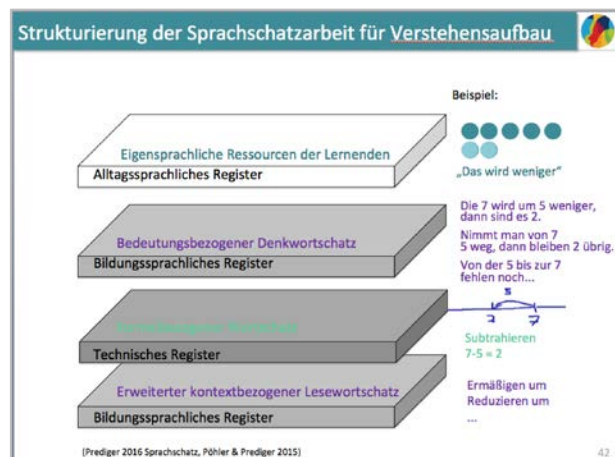 Strukturierung der Sprachschatzarbeit für Verstehensaufbau
Beispiel:
Eigensprachliche Ressourcen der Lernenden
Alltagssprachliches Register
„Das wird weniger“
Bedeutungsbezogener Denkwortschatz
Bildungssprachliches Register
Die 7 wird um 5 weniger,
dann sind es 2.
Nimmt man von 7
5 weg, dann bleiben 2 übrig.
Von der 5 bis zur 7
fehlen noch...
5
2 7
Technisches Register
Subtrahieren
7-5 = 2
Erweiterter kontextbezogener Lesewortschatz
Bildungssprachliches Register
Ermäßigen um
Reduzieren um
...
(Prediger 2016 Sprachschatz, Pöhler & Prediger 2015)
42